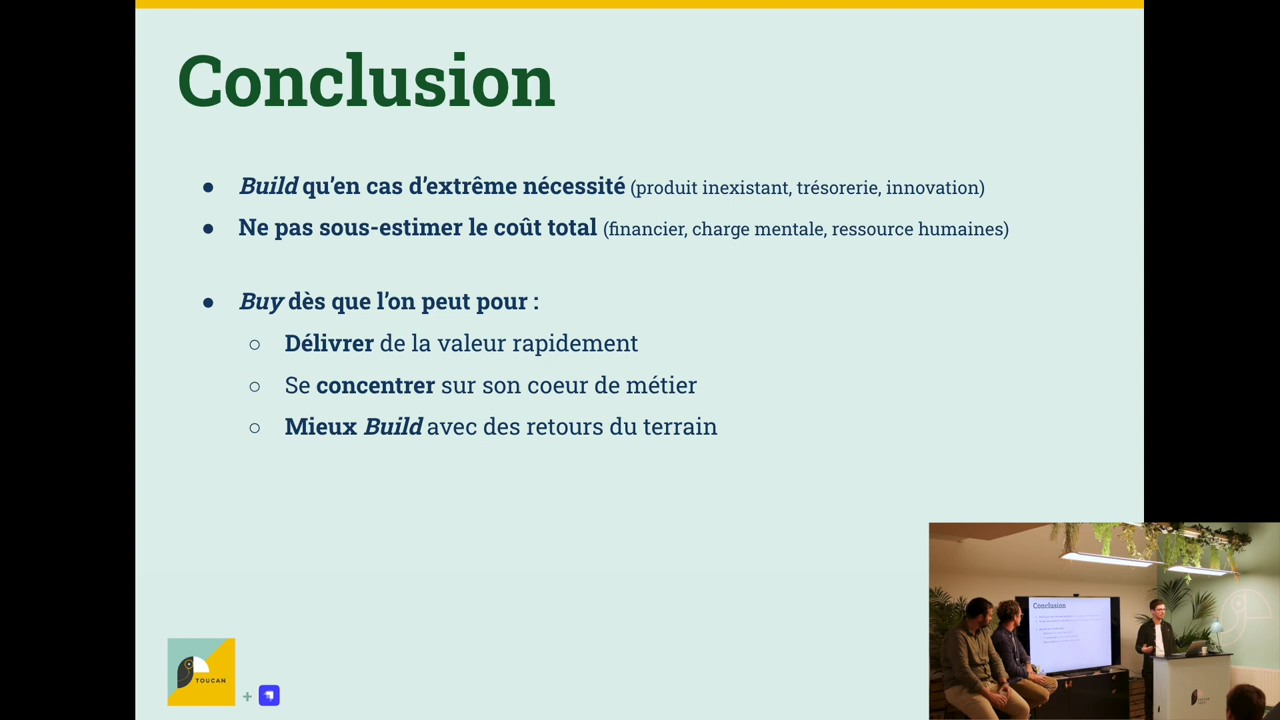 Conclusion
● Build qu’en cas d’extrême nécessité (produit inexistant, trésorerie, innovation)
● Ne pas sous-estimer le coût total (financier, charge mentale, ressource humaines)
● Buy dès que l’on peut pour :
○ Délivrer de la valeur rapidement
○ Se concentrer sur son coeur de métier
○ Mieux Build avec des retours du terrain
TOUCAN
+
Conclusion